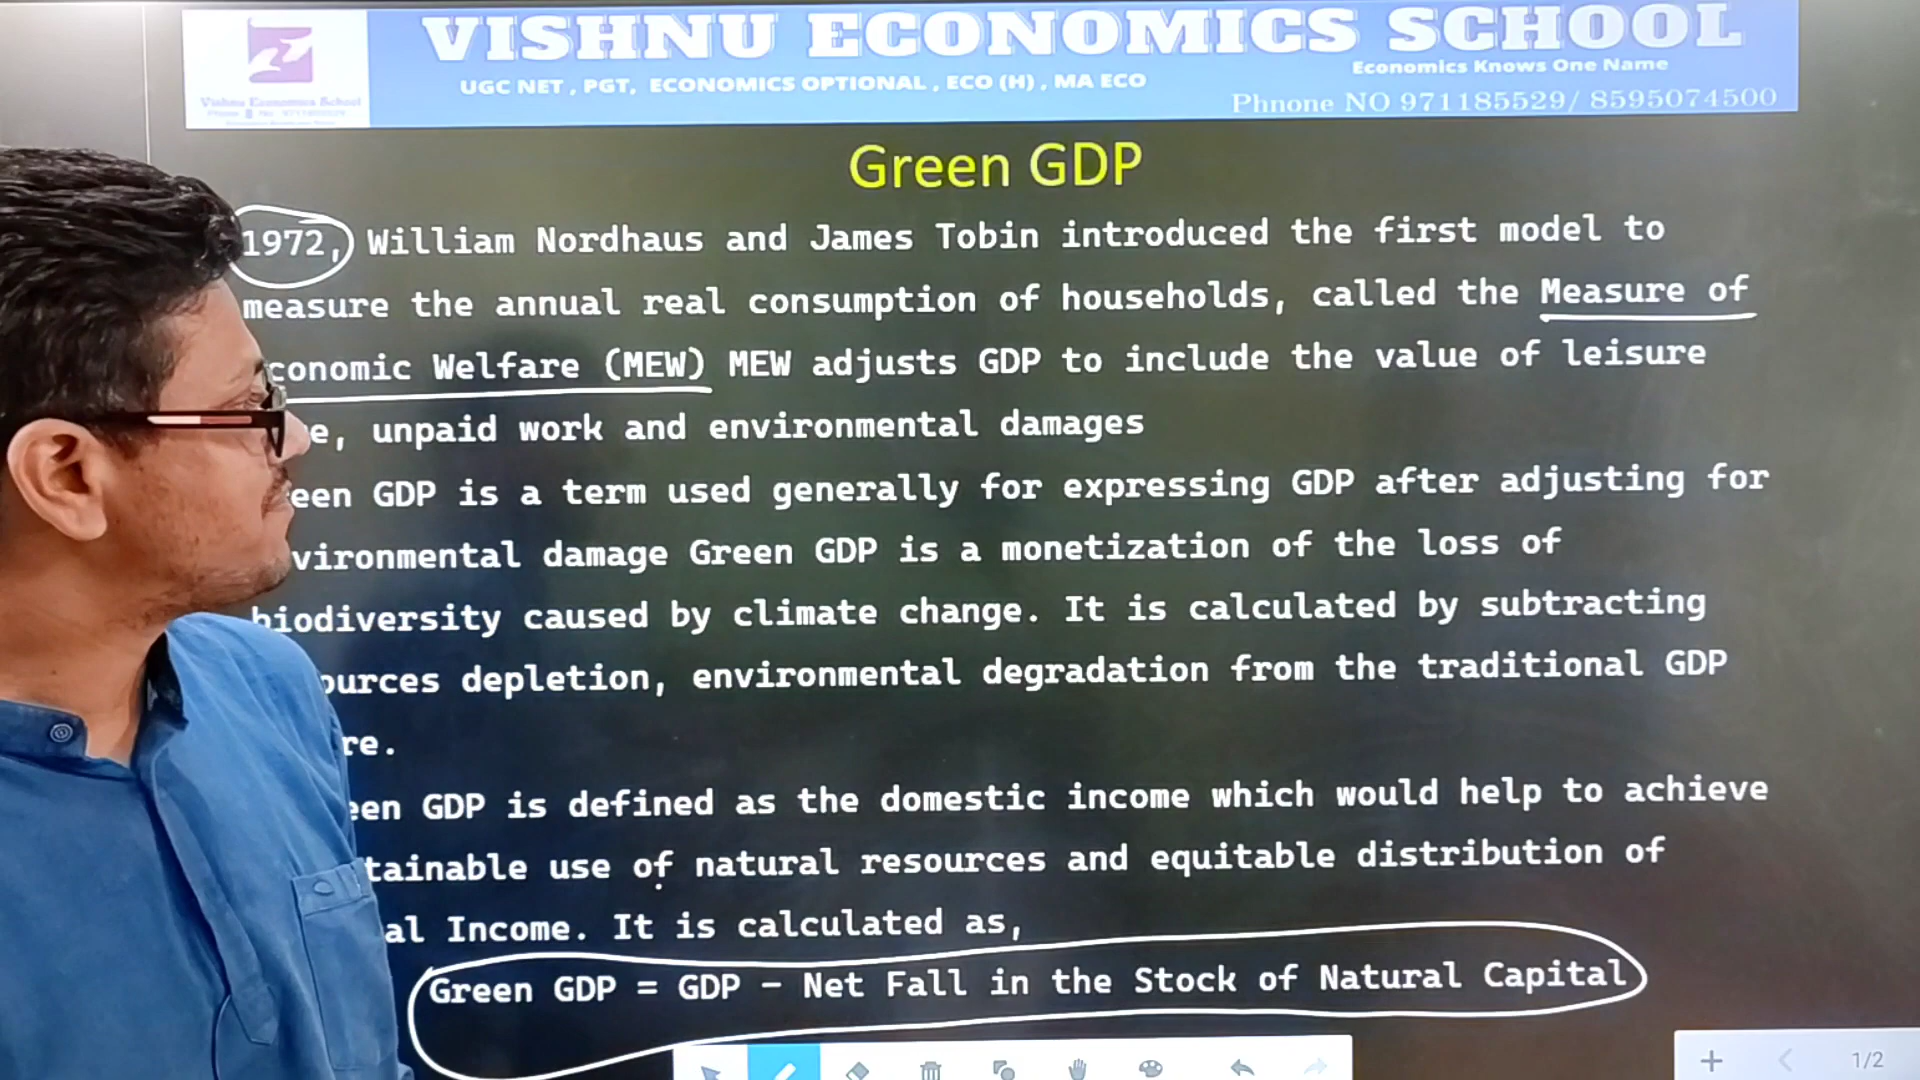 VISHNU ECONOMICS SCHOOL
Economics Knows One Name
UGC NET , PGT, ECONOMICS OPTIONAL , ECO (H) , MA ECO
Phnone NO 971185529/ 8595074500
Vishnu Economics School
Green GDP
1972, William Nordhaus and James Tobin introduced the first model to
measure the annual real consumption of households, called the Measure of
conomic Welfare (MEW) MEW adjusts GDP to include the value of leisure
e, unpaid work and environmental damages
een GDP is a term used generally for expressing GDP after adjusting for
vironmental damage Green GDP is a monetization of the loss of
biodiversity caused by climate change. It is calculated by subtracting
ources depletion, environmental degradation from the traditional GDP
re.
een GDP is defined as the domestic income which would help to achieve
tainable use of natural resources and equitable distribution of
al Income. It is calculated as,
Green GDP = GDP – Net Fall in the Stock of Natural Capital
1/2